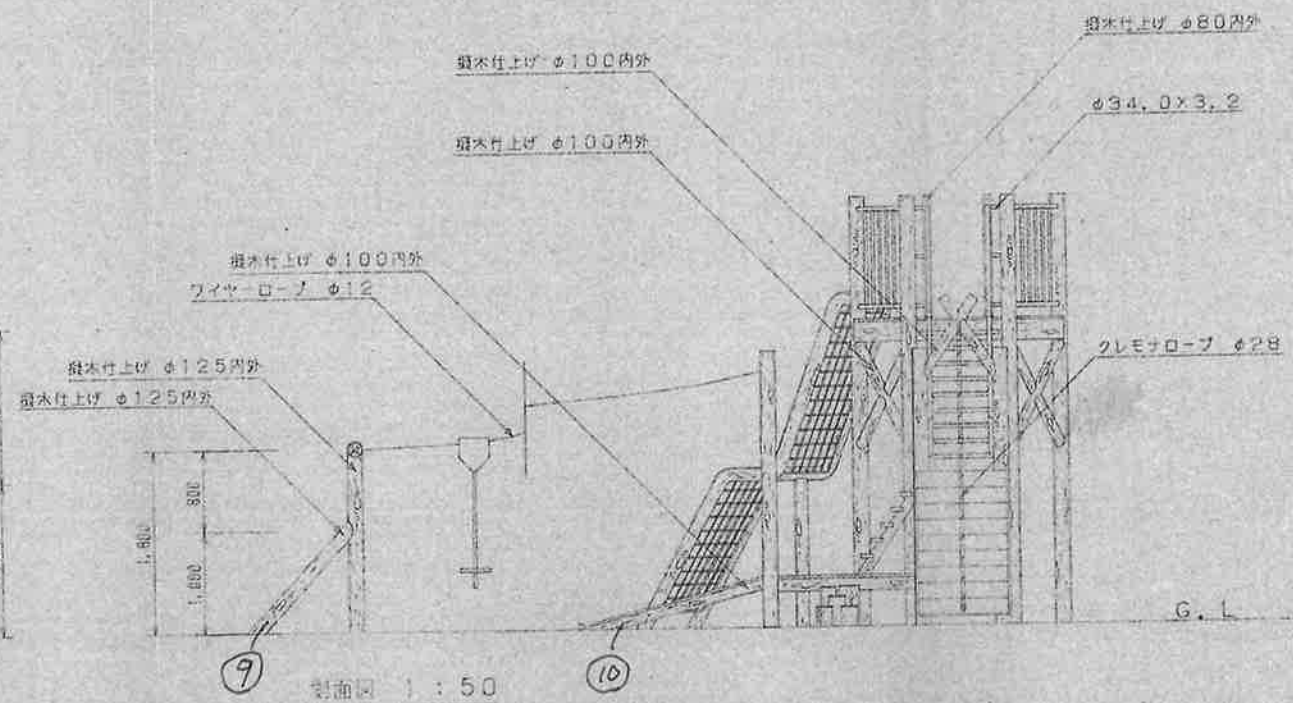 擬木仕上げ φ80内外
擬木仕上げ φ100内外
φ34.0×3.2
擬木仕上げ φ100内外
擬木仕上げ φ100内外
ワイヤーロープ φ12
クレモナロープ φ28
擬木仕上げ φ125内外
擬木仕上げ φ125内外
800
1,800
1,000
G.L
9
10
側面図 1:50